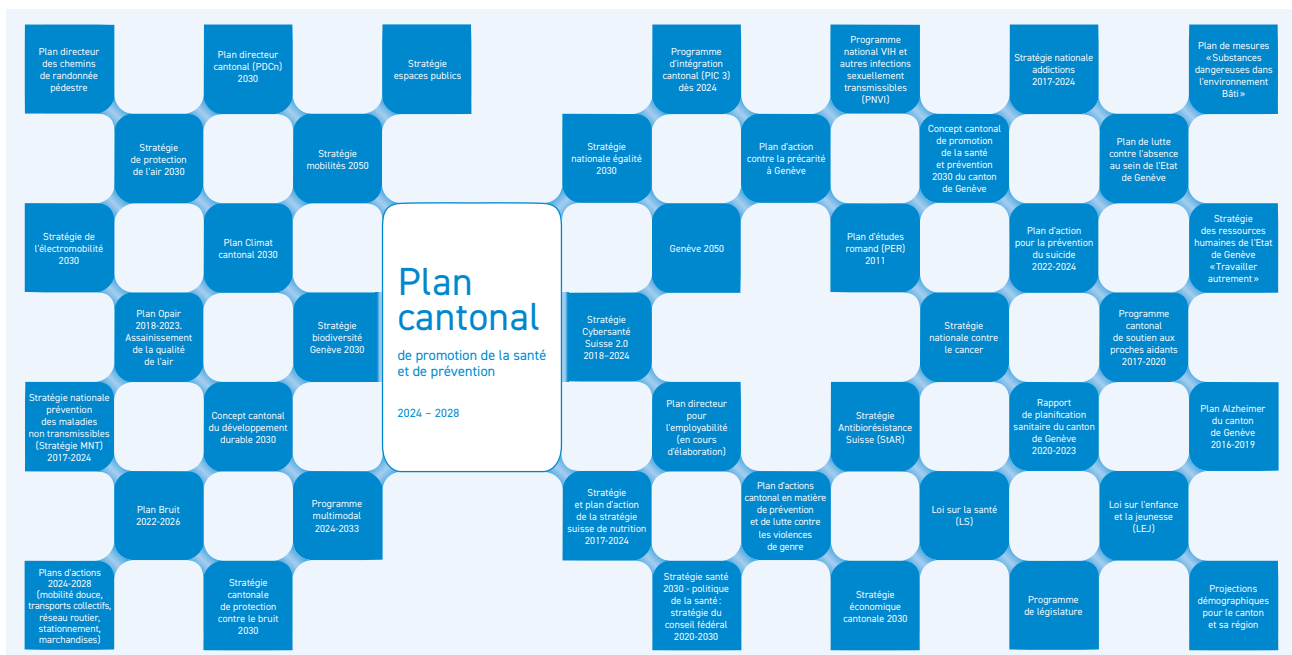 Plan directeur
des chemins
de randonnée
pédestre
Plan directeur
cantonal (PDCn)
2030
Stratégie
espaces publics
Programme
d'intégration
cantonal (PIC 3)
dès 2024
Programme
national VIH et
autres infections
sexuellement
transmissibles
(PNVI)
Stratégie nationale
addictions
2017-2024
Plan de mesures
«Substances
dangereuses dans
l'environnement
Bâti»
Stratégie
de protection
de l'air 2030
Stratégie
mobilités 2050
Stratégie
nationale égalité
2030
Plan d'action
contre la précarité
à Genève
Concept cantonal
de promotion
de la santé
et prévention
2030 du canton
de Genève
Plan de lutte
contre l'absence
au sein de l'Etat
de Genève
Stratégie de
l'électromobilité
2030
Plan Climat
cantonal 2030
Plan
cantonal
de promotion de la santé
et de prévention
2024 – 2028
Genève 2050
Plan d'études
romand (PER)
2011
Plan d'action
pour la prévention
du suicide
2022-2024
Stratégie
des ressources
humaines de l'Etat
de Genève
«Travailler
autrement»
Plan Opair
2018-2023.
Assainissement
de la qualité
de l'air
Stratégie
biodiversité
Genève 2030
Stratégie
Cybersanté
Suisse 2.0
2018–2024
Stratégie
nationale contre
le cancer
Programme
cantonal
de soutien aux
proches aidants
2017-2020
Stratégie nationale
prévention
des maladies
non transmissibles
(Stratégie MNT)
2017-2024
Concept cantonal
du développement
durable 2030
Plan directeur
pour
l'employabilité
(en cours
d'élaboration)
Stratégie
Antibiorésistance
Suisse (StAR)
Rapport
de planification
sanitaire du canton
de Genève
2020-2023
Plan Alzheimer
du canton
de Genève
2016-2019
Plan Bruit
2022-2026
Programme
multimodal
2024-2033
Stratégie
et plan d'action
de la stratégie
suisse de nutrition
2017-2024
Plan d'actions
cantonal en matière
de prévention
et de lutte contre
les violences
de genre
Loi sur la santé
(LS)
Loi sur l'enfance
et la jeunesse
(LEJ)
Plans d'actions
2024-2028
(mobilité douce,
transports collectifs,
réseau routier,
stationnement,
marchandises)
Stratégie
cantonale
de protection
contre le bruit
2030
Stratégie santé
2030 - politique
de la santé:
stratégie du
conseil fédéral
2020-2030
Stratégie
économique
cantonale 2030
Programme
de législature
Projections
démographiques
pour le canton
et sa région